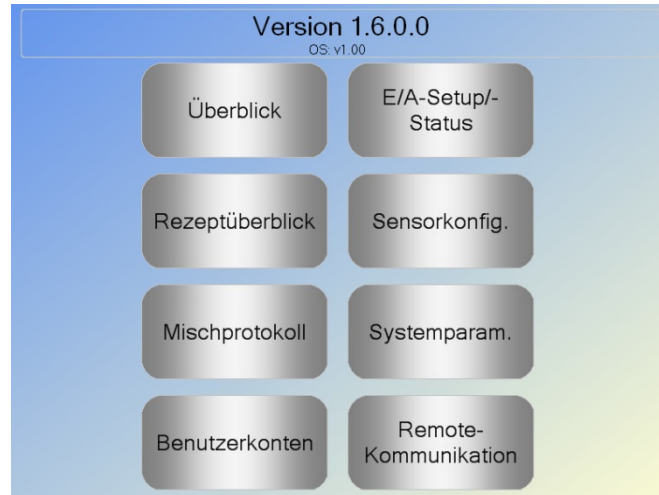 Version 1.6.0.0
OS: v1.00
Überblick
E/A-Setup/-
Status
Rezeptüberblick
Sensorkonfig.
Mischprotokoll
Systemparam.
Benutzerkonten
Remote-
Kommunikation